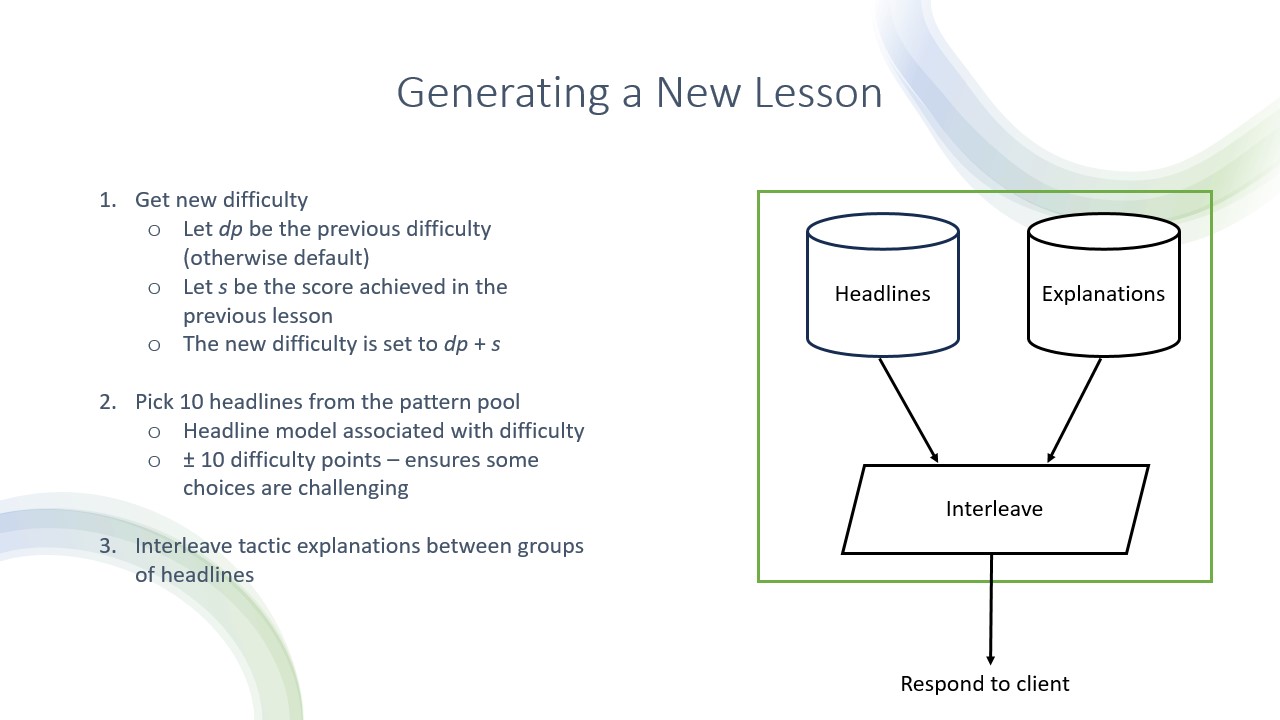 Generating a New Lesson
1. Get new difficulty
o Let dp be the previous difficulty
(otherwise default)
o Let s be the score achieved in the
previous lesson
o The new difficulty is set to dp + s
2. Pick 10 headlines from the pattern pool
o Headline model associated with difficulty
o ± 10 difficulty points – ensures some
choices are challenging
3. Interleave tactic explanations between groups
of headlines
Headlines
Explanations
Interleave
Respond to client